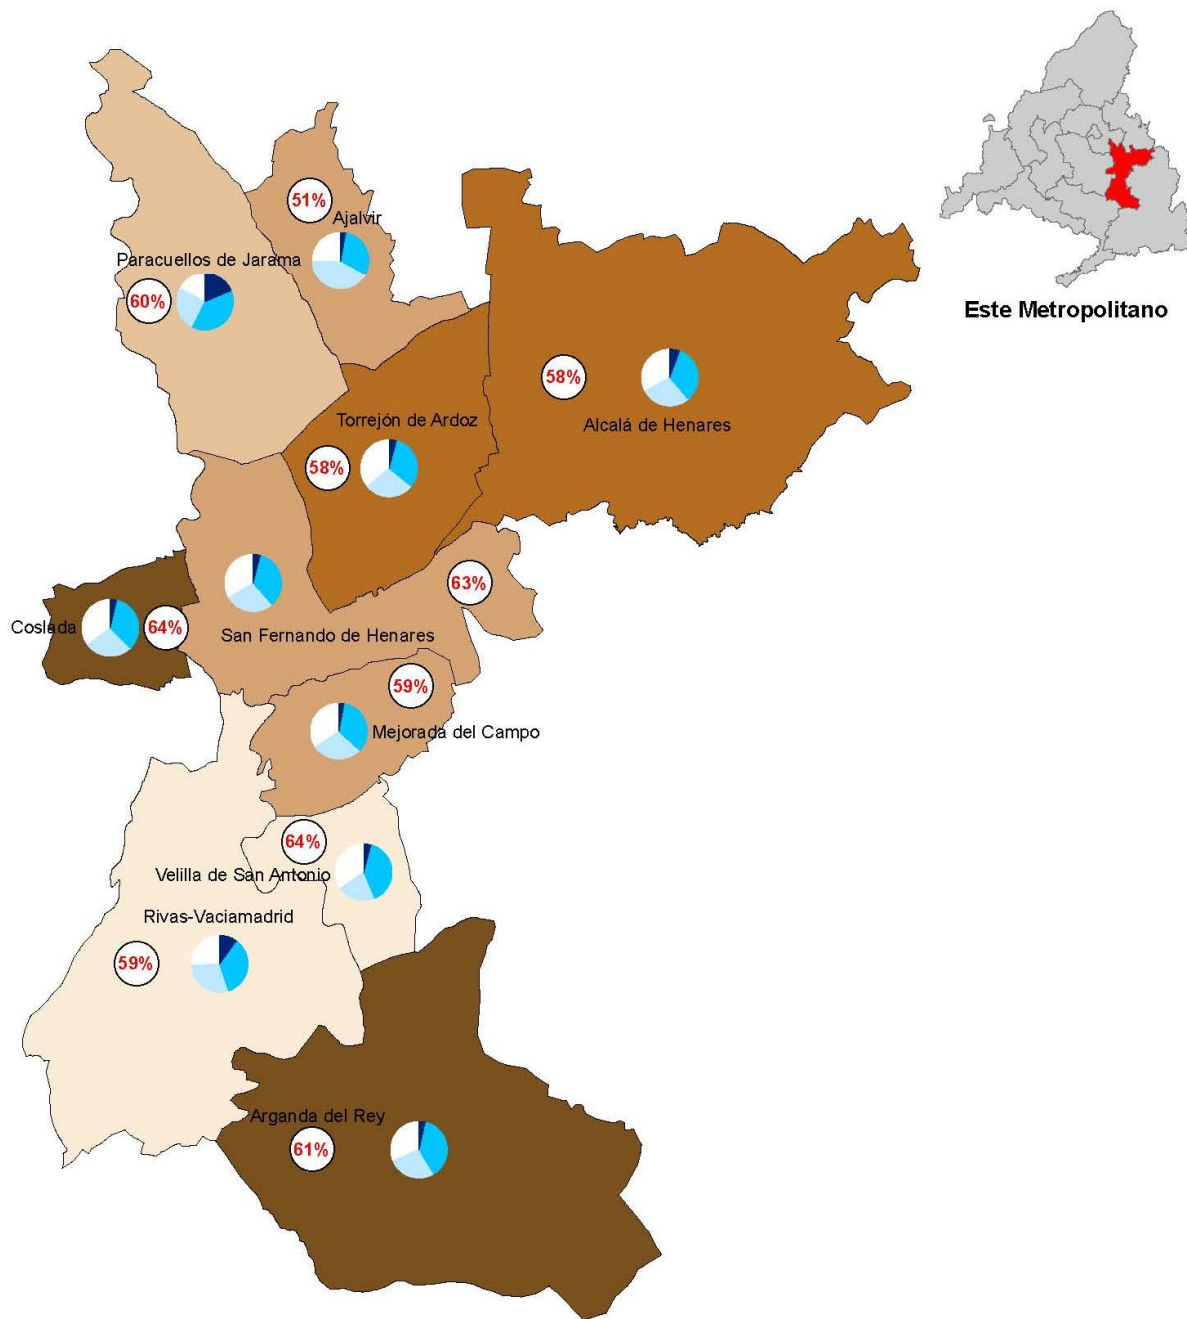 51%
Ajalvir
Paracuellos de Jarama
60%
Este Metropolitano
58%
Alcalá de Henares
Torrejón de Ardoz
58%
63%
Coslada
64%
San Fernando de Henares
59%
Mejorada del Campo
64%
Velilla de San Antonio
Rivas-Vaciamadrid
59%
Arganda del Rey
61%